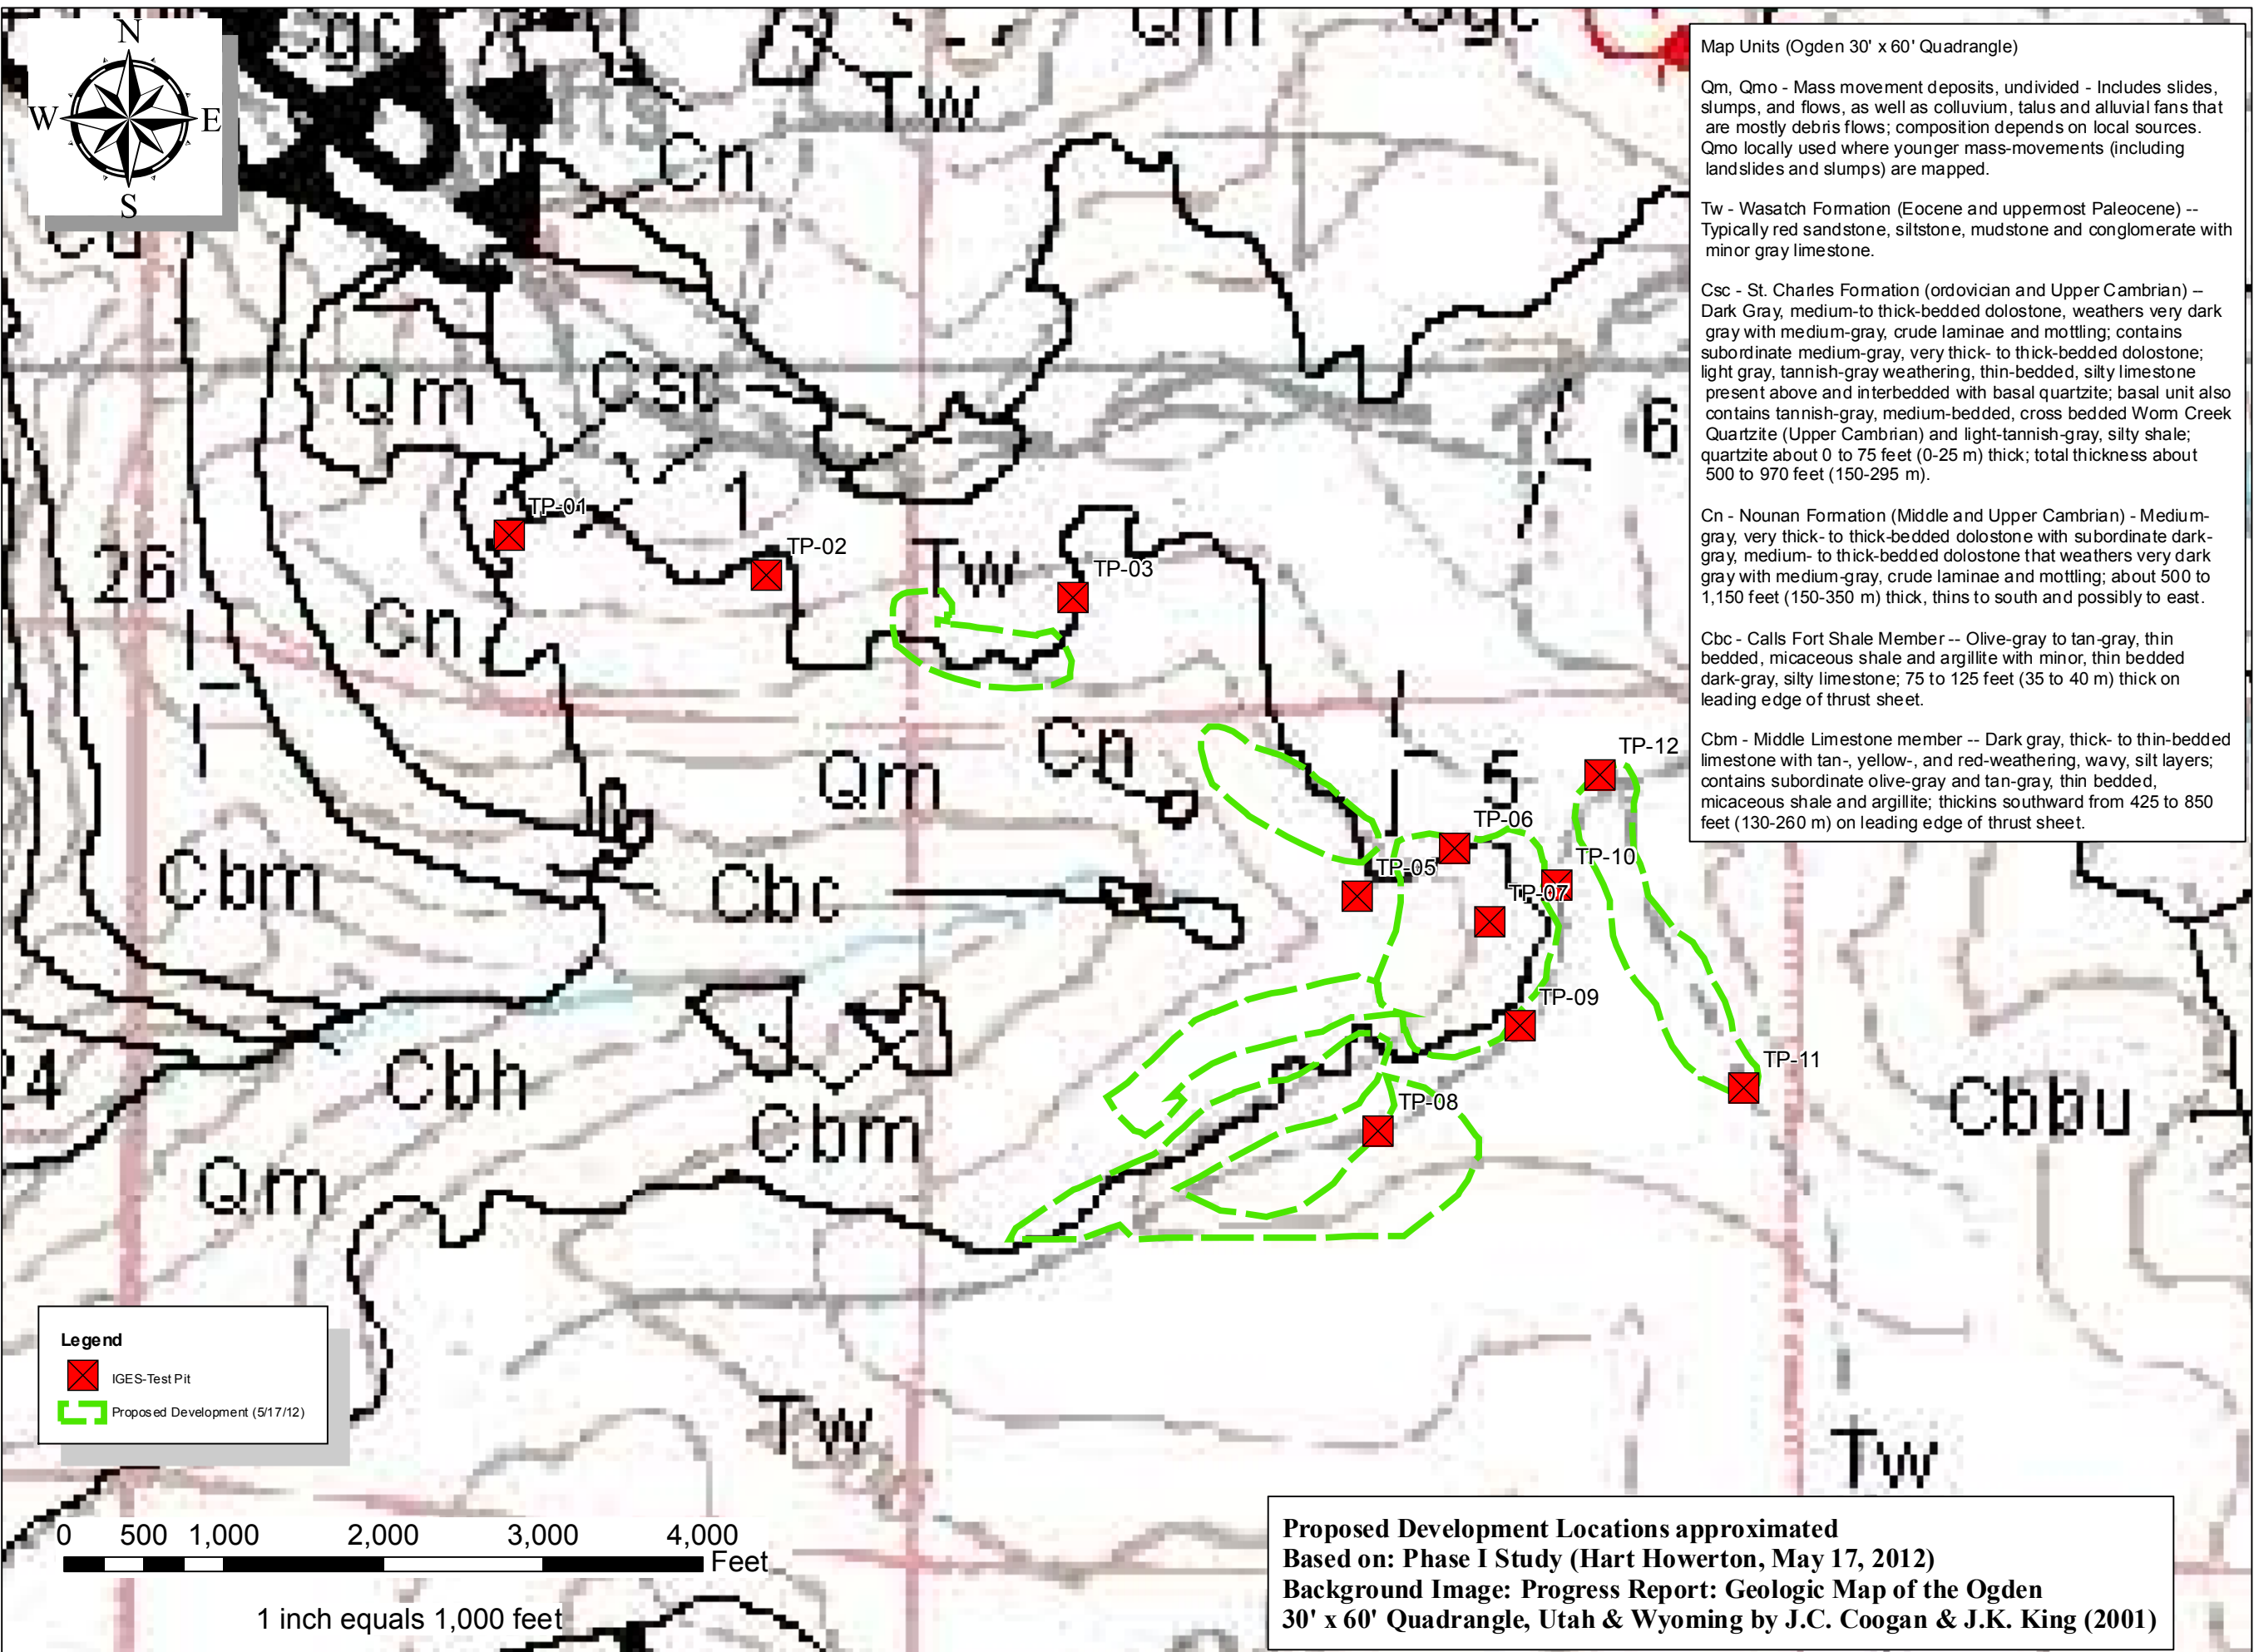 N
W
E
S
Qm
Tw
Cn
Qm
Csc
6
1
TP-01
TP-02
Tw
TP-03
26
Cn
Qm
Cn
5
TP-12
TP-06
TP-10
TP-05
TP-07
Cbm
Cbc
TP-09
TP-11
24
Cbh
Cbm
TP-08
Cbbu
Qm
Tw
Tw
Map Units (Ogden 30' x 60' Quadrangle)
Qm, Qmo - Mass movement deposits, undivided - Includes slides,
slumps, and flows, as well as colluvium, talus and alluvial fans that
are mostly debris flows; composition depends on local sources.
Qmo locally used where younger mass-movements (including
landslides and slumps) are mapped.
Tw - Wasatch Formation (Eocene and uppermost Paleocene) --
Typically red sandstone, siltstone, mudstone and conglomerate with
minor gray limestone.
Csc - St. Charles Formation (ordovician and Upper Cambrian) --
Dark Gray, medium-to thick-bedded dolostone, weathers very dark
gray with medium-gray, crude laminae and mottling; contains
subordinate medium-gray, very thick- to thick-bedded dolostone;
light gray, tannish-gray weathering, thin-bedded, silty limestone
present above and interbedded with basal quartzite; basal unit also
contains tannish-gray, medium-bedded, cross bedded Worm Creek
Quartzite (Upper Cambrian) and light-tannish-gray, silty shale;
quartzite about 0 to 75 feet (0-25 m) thick; total thickness about
500 to 970 feet (150-295 m).
Cn - Nounan Formation (Middle and Upper Cambrian) - Medium-
gray, very thick- to thick-bedded dolostone with subordinate dark-
gray, medium- to thick-bedded dolostone that weathers very dark
gray with medium-gray, crude laminae and mottling; about 500 to
1,150 feet (150-350 m) thick, thins to south and possibly to east.
Cbc - Calls Fort Shale Member -- Olive-gray to tan-gray, thin
bedded, micaceous shale and argillite with minor, thin bedded
dark-gray, silty limestone; 75 to 125 feet (35 to 40 m) thick on
leading edge of thrust sheet.
Cbm - Middle Limestone member -- Dark gray, thick- to thin-bedded
limestone with tan-, yellow-, and red-weathering, wavy, silt layers;
contains subordinate olive-gray and tan-gray, thin bedded,
micaceous shale and argillite; thickins southward from 425 to 850
feet (130-260 m) on leading edge of thrust sheet.
Legend
IGES-Test Pit
Proposed Development (5/17/12)
0 500 1,000 2,000 3,000 4,000
Feet
1 inch equals 1,000 feet
Proposed Development Locations approximated
Based on: Phase I Study (Hart Howerton, May 17, 2012)
Background Image: Progress Report: Geologic Map of the Ogden
30' x 60' Quadrangle, Utah & Wyoming by J.C. Coogan & J.K. King (2001)